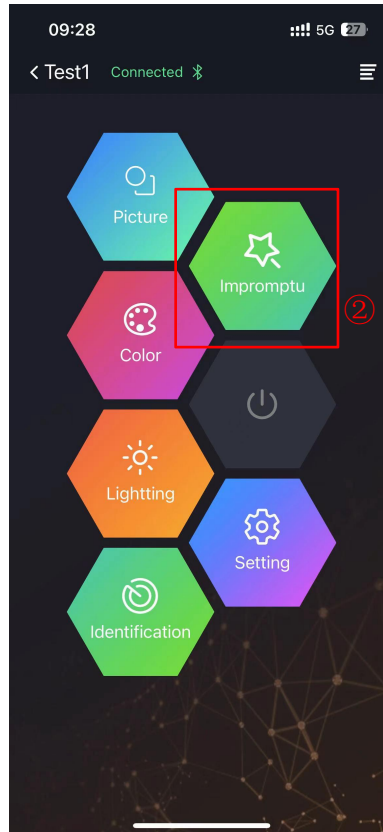 09:28
5G 27
< Test1 Connected
Picture
Impromptu
②
Color
Lightting
Setting
Identification